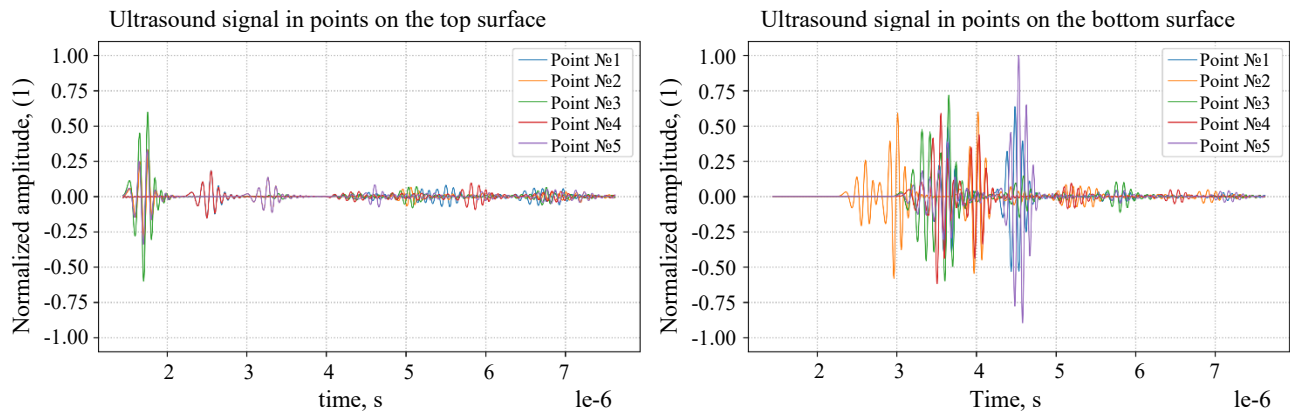 Ultrasound signal in points on the top surface
1.00
0.75
0.50
0.25
0.00
-0.25
-0.50
-0.75
-1.00
Normalized amplitude, (1)
Point №1
Point №2
Point №3
Point №4
Point №5
2 3 4 5 6 7
time, s
le-6
Ultrasound signal in points on the bottom surface
1.00
0.75
0.50
0.25
0.00
-0.25
-0.50
-0.75
-1.00
Normalized amplitude, (1)
Point №1
Point №2
Point №3
Point №4
Point №5
2 3 4 5 6 7
Time, s
le-6